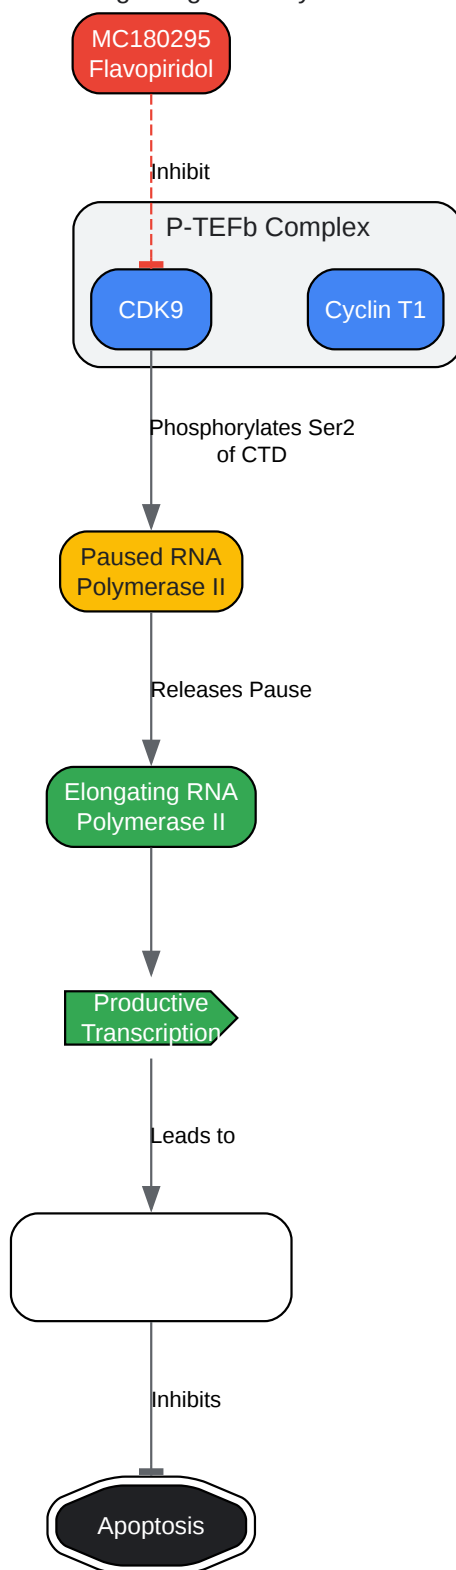 MC180295
Flavopiridol
Inhibit
P-TEFb Complex
CDK9
Cyclin T1
Phosphorylates Ser2
of CTD
Paused RNA
Polymerase II
Releases Pause
Elongating RNA
Polymerase II
Productive
Transcription
Leads to
Inhibits
Apoptosis